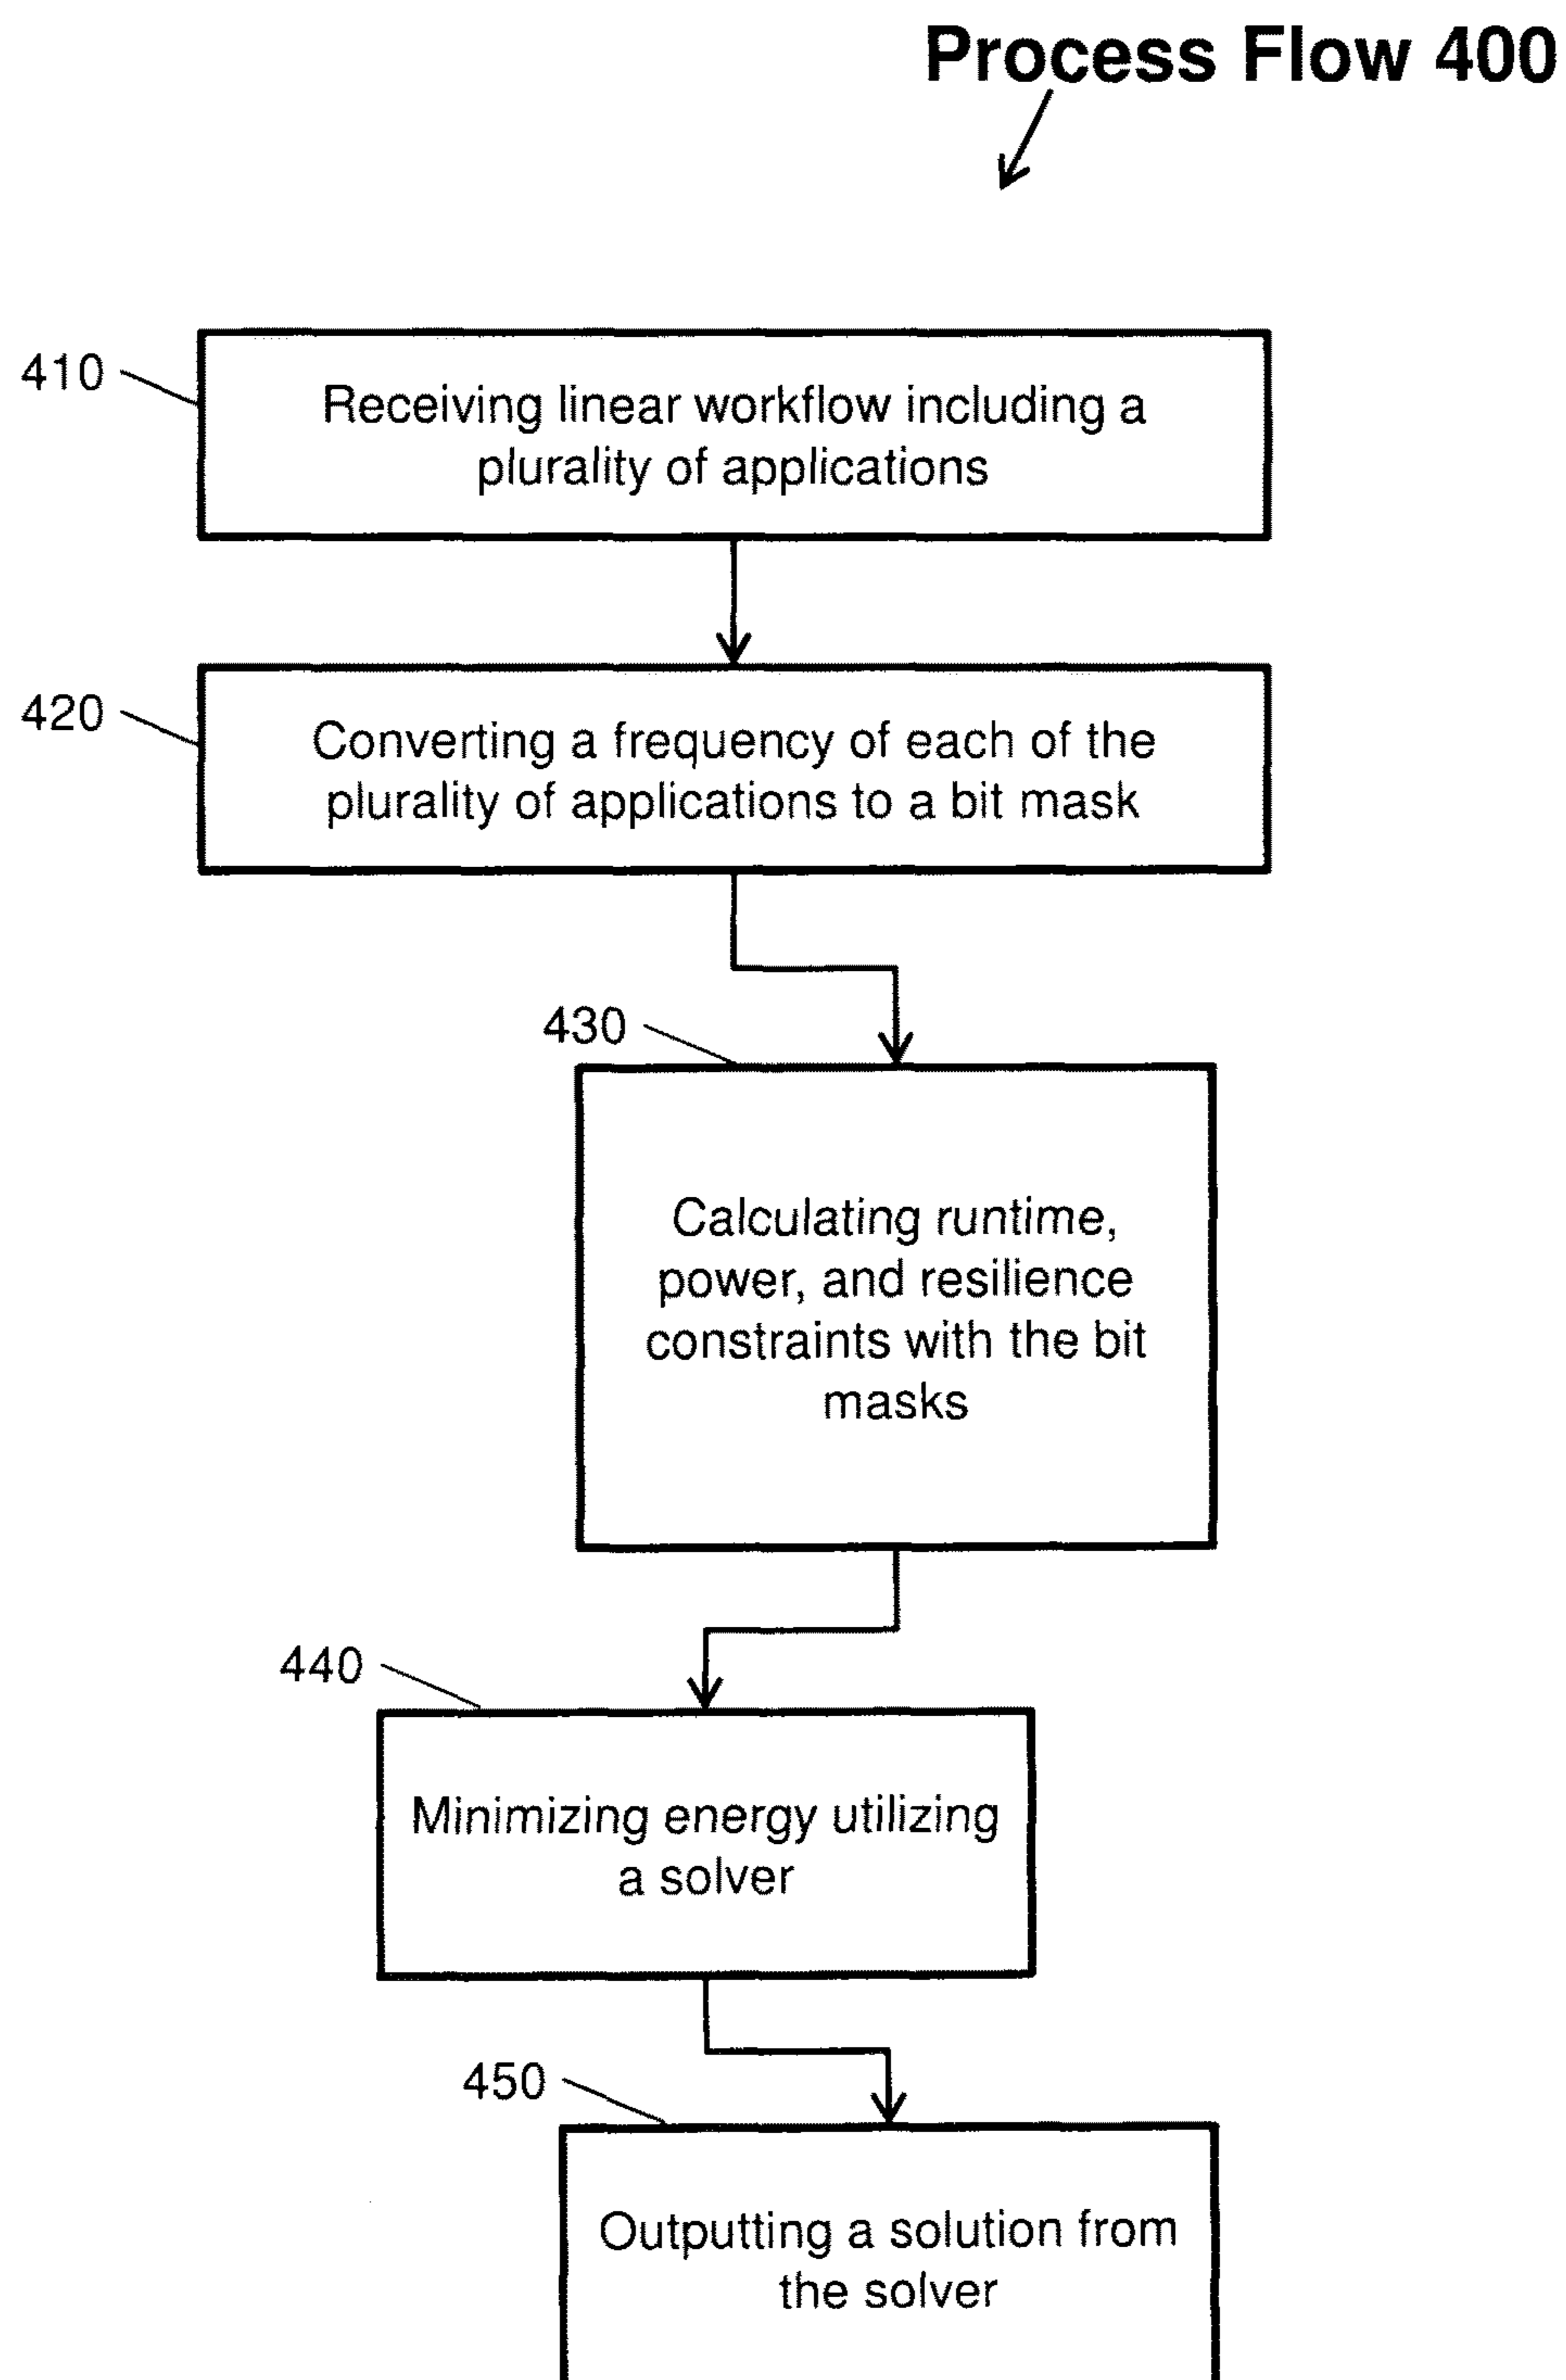 Process Flow 400
410
Receiving linear workflow including a
plurality of applications
420
Converting a frequency of each of the
plurality of applications to a bit mask
430
Calculating runtime,
power, and resilience
constraints with the bit
masks
440
Minimizing energy utilizing
a solver
450
Outputting a solution from
the solver